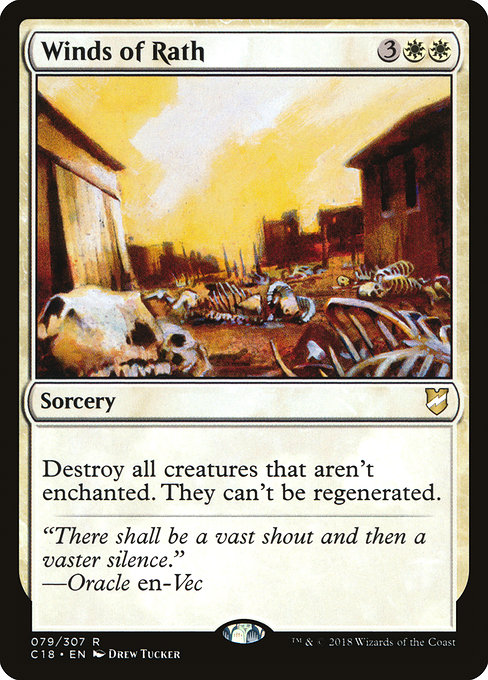 Winds of Rath 3
Sorcery
Destroy all creatures that aren't
enchanted. They can't be regenerated.
“There shall be a vast shout and then a
vaster silence.”
—Oracle en-Vec
079/307 R
C18 • EN Drew Tucker
™ & © 2018 Wizards of the Coast